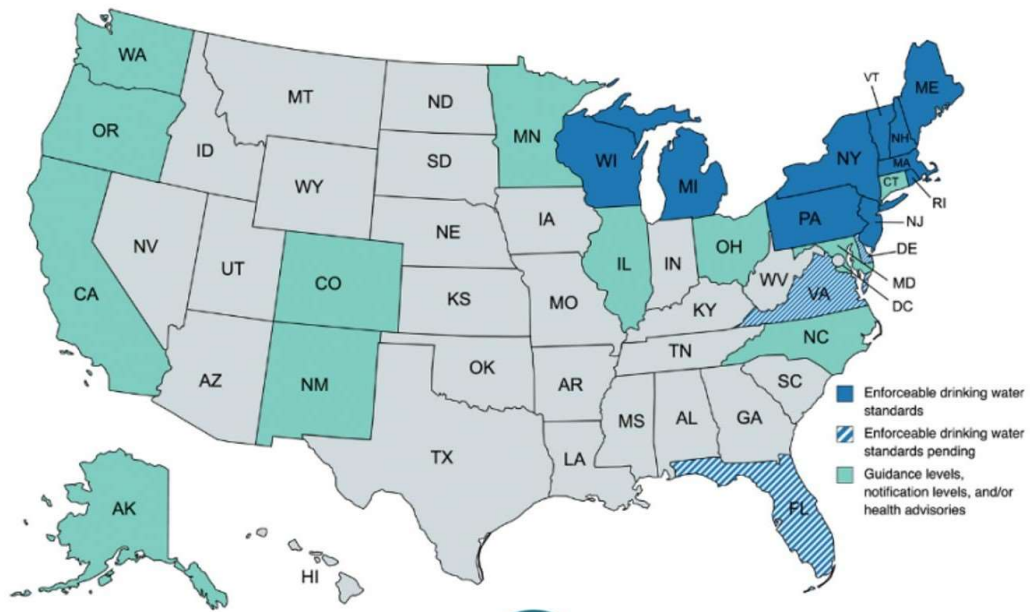 WA
MT
ND
MN
ME
VT
OR
ID
SD
WI
NY
NH
MA
WY
MI
CT
RI
IA
PA
NJ
NE
NV
OH
DE
UT
IL
IN
CO
WV
MD
CA
VA
DC
KS
MO
KY
NC
TN
OK
AZ
NM
AR
SC
Enforceable drinking water
standards
MS
AL
GA
Enforceable drinking water
standards pending
TX
LA
Guidance levels,
notification levels, and/or
health advisories
AK
FL
HI